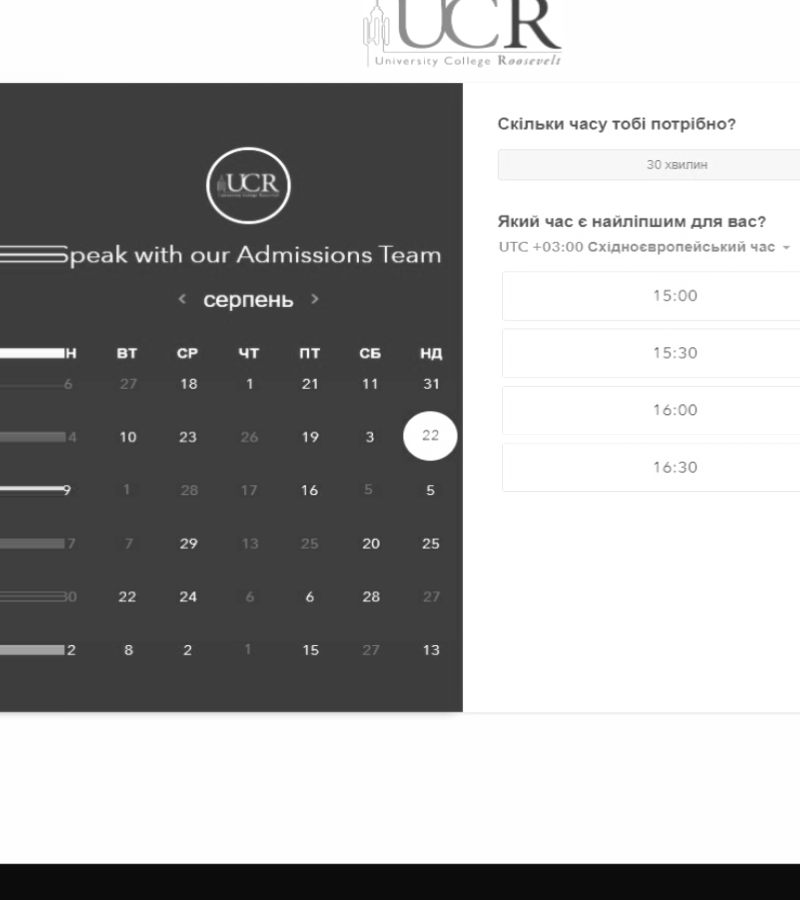 UCR
University College Roosevelt
UCR
peak with our Admissions Team
серпень
Н ВТ СР ЧТ ПТ СБ НД
6 27 18 1 21 11 31
4 10 23 26 19 3 22
9 1 28 17 16 5 5
7 7 29 13 25 20 25
30 22 24 6 6 28 27
2 8 2 1 15 27 13
Скільки часу тобі потрібно?
30 хвилин
Який час є найліпшим для вас?
UTC +03:00 Східноєвропейський час
15:00
15:30
16:00
16:30